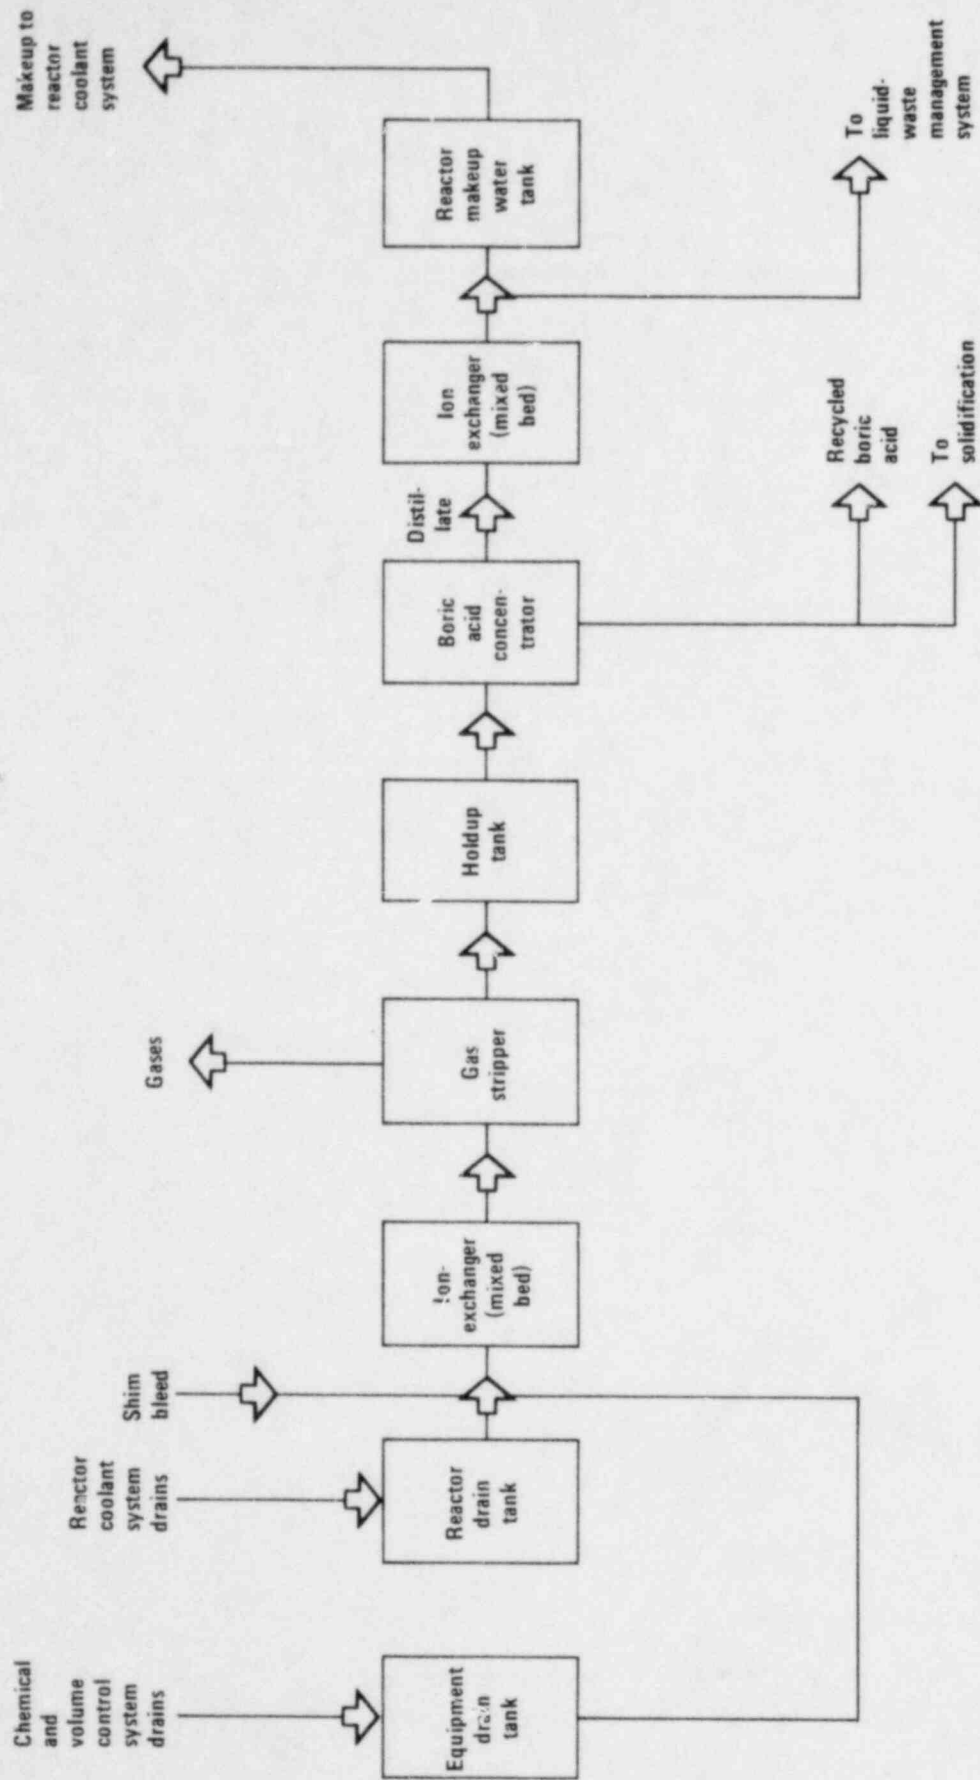 Chemical
and
volume
control
system
drains
Equipment
drain
tank
Reactor
coolant
system
drains
Reactor
drain
tank
Shim
bleed
Ion-
exchanger
(mixed
bed)
Gases
Gas
stripper
Holdup
tank
Boric
acid
concen-
trator
Distil-
late
Recycled
boric
acid
To
solidification
Ion
exchanger
(mixed
bed)
Reactor
makeup
water
tank
Makeup to
reactor
coolant
system
To
liquid-
waste
management
system